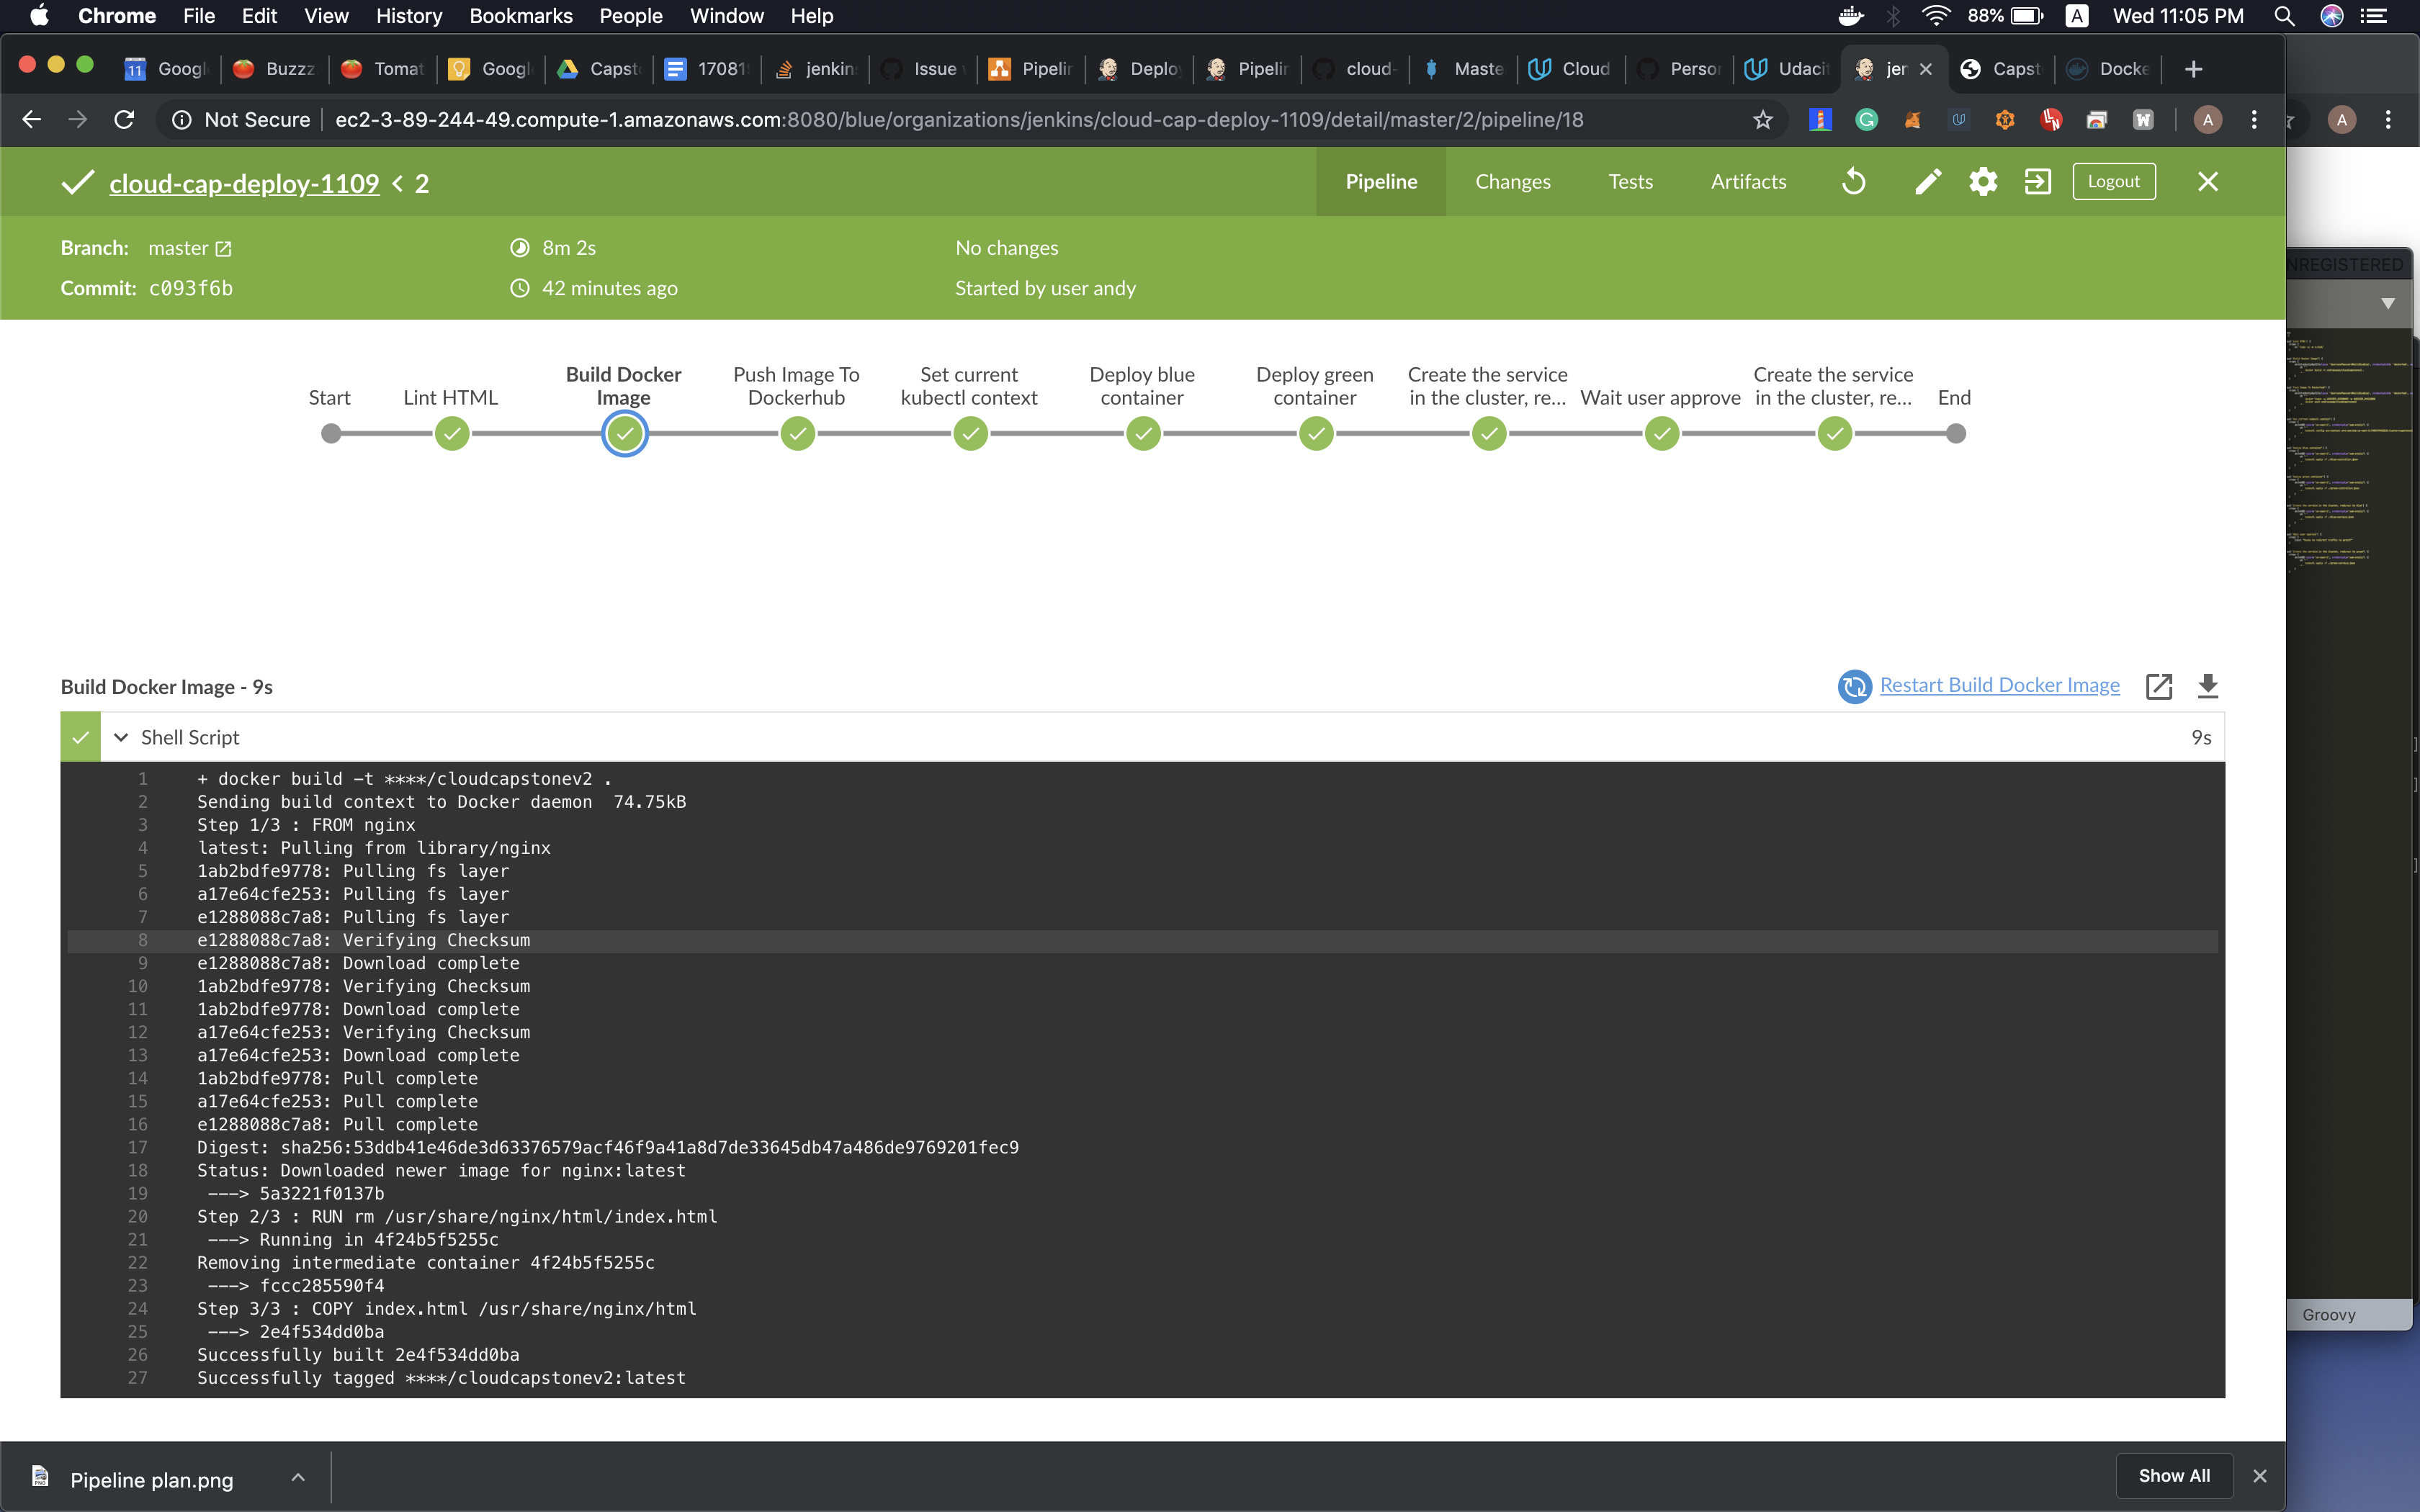 Chrome File Edit View History Bookmarks People Window Help 88% A Wed 11:05 PM
11 Googl Buzzz Tomat Googl Capst 17081 jenkin Issue Pipelin Deplo Pipelin cloud- Maste Cloud Person Udaci jen Capst Docke
Not Secure ec2-3-89-244-49.compute-1.amazonaws.com:8080/blue/organizations/jenkins/cloud-cap-deploy-1109/detail/master/2/pipeline/18 A A
cloud-cap-deploy-1109 < 2 Pipeline Changes Tests Artifacts Logout
Branch: master 8m 2s No changes
NREGISTERED
Commit: c093f6b 42 minutes ago Started by user andy
Start Lint HTML Build Docker Image Push Image To Dockerhub Set current kubectl context Deploy blue container Deploy green container Create the service in the cluster, re... Wait user approve Create the service in the cluster, re... End
Build Docker Image - 9s Restart Build Docker Image
Shell Script 9s
1 + docker build -t ****/cloudcapstonev2 .
2 Sending build context to Docker daemon 74.75kB
3 Step 1/3 : FROM nginx
4 latest: Pulling from library/nginx
5 1ab2bdfe9778: Pulling fs layer
6 a17e64cfe253: Pulling fs layer
7 e1288088c7a8: Pulling fs layer
8 e1288088c7a8: Verifying Checksum
9 e1288088c7a8: Download complete
10 1ab2bdfe9778: Verifying Checksum
11 1ab2bdfe9778: Download complete
12 a17e64cfe253: Verifying Checksum
13 a17e64cfe253: Download complete
14 1ab2bdfe9778: Pull complete
15 a17e64cfe253: Pull complete
16 e1288088c7a8: Pull complete
17 Digest: sha256:53ddb41e46de3d63376579acf46f9a41a8d7de33645db47a486de9769201fec9
18 Status: Downloaded newer image for nginx:latest
19 ---> 5a3221f0137b
20 Step 2/3 : RUN rm /usr/share/nginx/html/index.html
21 ---> Running in 4f24b5f5255c
22 Removing intermediate container 4f24b5f5255c
23 ---> fccc285590f4
24 Step 3/3 : COPY index.html /usr/share/nginx/html
25 ---> 2e4f534dd0ba
26 Successfully built 2e4f534dd0ba
27 Successfully tagged ****/cloudcapstonev2:latest
Groovy
Pipeline plan.png Show All